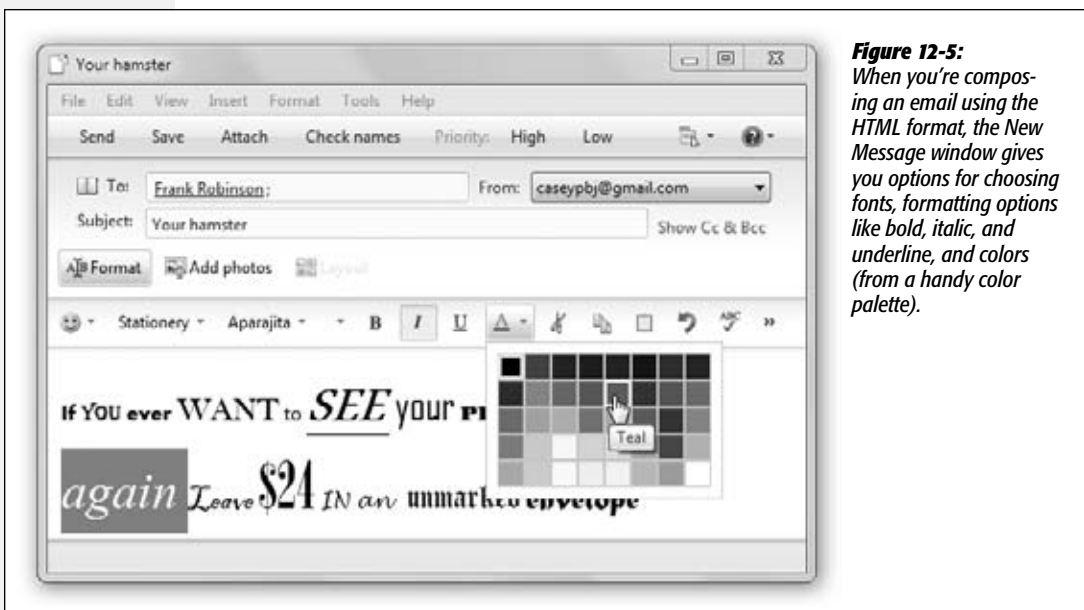 Your hamster
File Edit View Insert Format Tools Help
Send Save Attach Check names Priority: High Low
To: Frank Robinson; From: caseypbj@gmail.com
Subject: Your hamster Show Cc & Bcc
Format Add photos Layout
Stationery Aparajita B I U A ABC »
Teal
If YOU ever WANT to SEE your
again Leave $24 IN an unmarked envelope
Figure 12-5:
When you're compos-
ing an email using the
HTML format, the New
Message window gives
you options for choosing
fonts, formatting options
like bold, italic, and
underline, and colors
(from a handy color
palette).